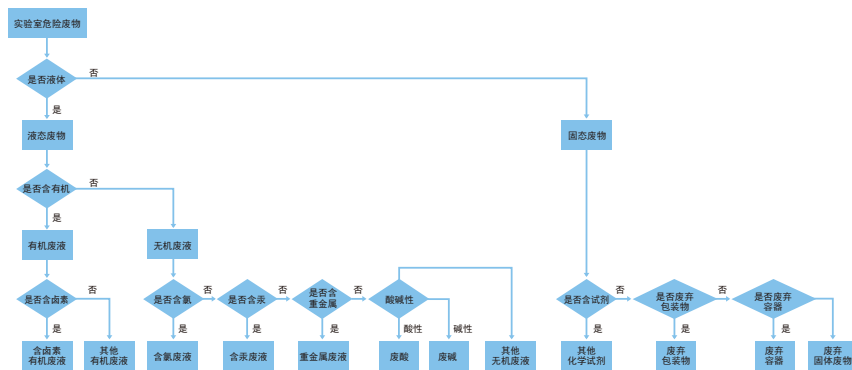 实验室危险废物
是否液体
否
是
液态废物
固态废物
是否含有机
否
是
有机废液
无机废液
是否含卤素
否
是否含氯
否
是否含汞
否
是否含
重金属
否
酸碱性
是否含试剂
否
是否废弃
包装物
否
是否废弃
容器
是
是
是
是
酸性
碱性
是
是
是
含卤素
有机废液
其他
有机废液
含氯废液
含汞废液
重金属废液
废酸
废碱
其他
无机废液
其他
化学试剂
废弃
包装物
废弃
容器
废弃
固体废物